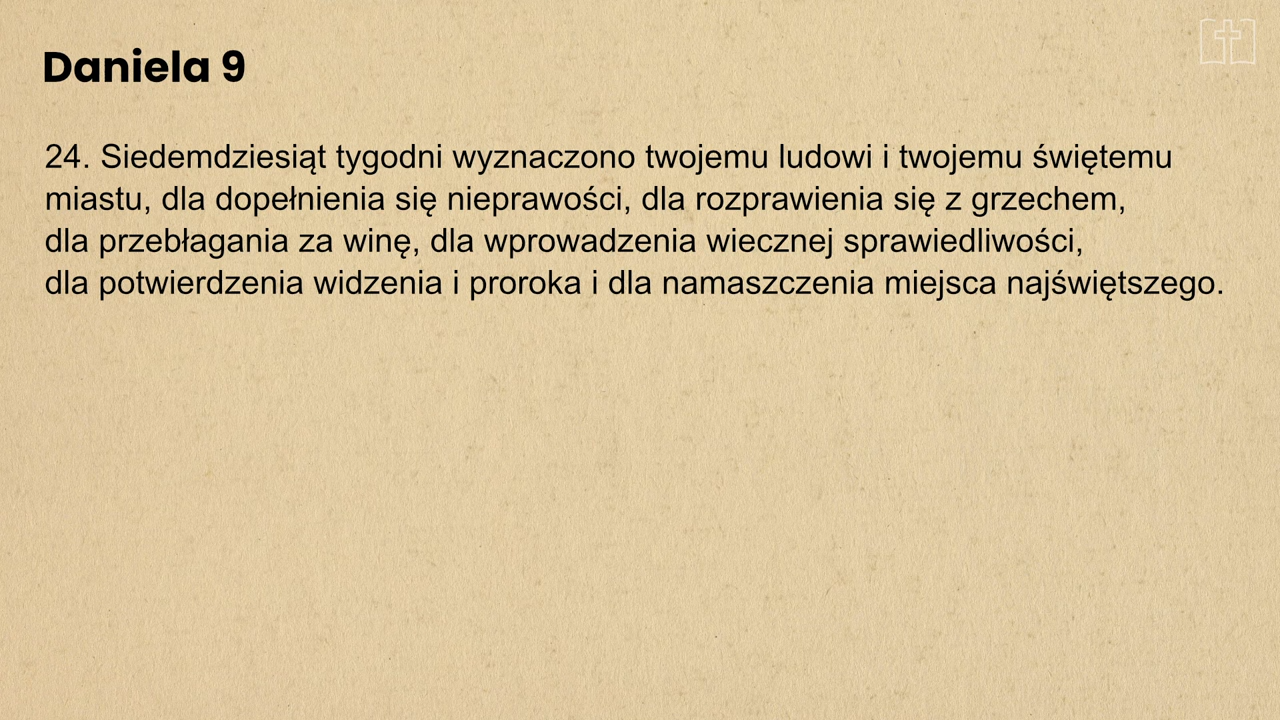 Daniela 9
24. Siedemdziesiąt tygodni wyznaczono twojemu ludowi i twojemu świętemu
miastu, dla dopełnienia się nieprawości, dla rozprawienia się z grzechem,
dla przebłagania za winę, dla wprowadzenia wiecznej sprawiedliwości,
dla potwierdzenia widzenia i proroka i dla namaszczenia miejsca najświętszego.